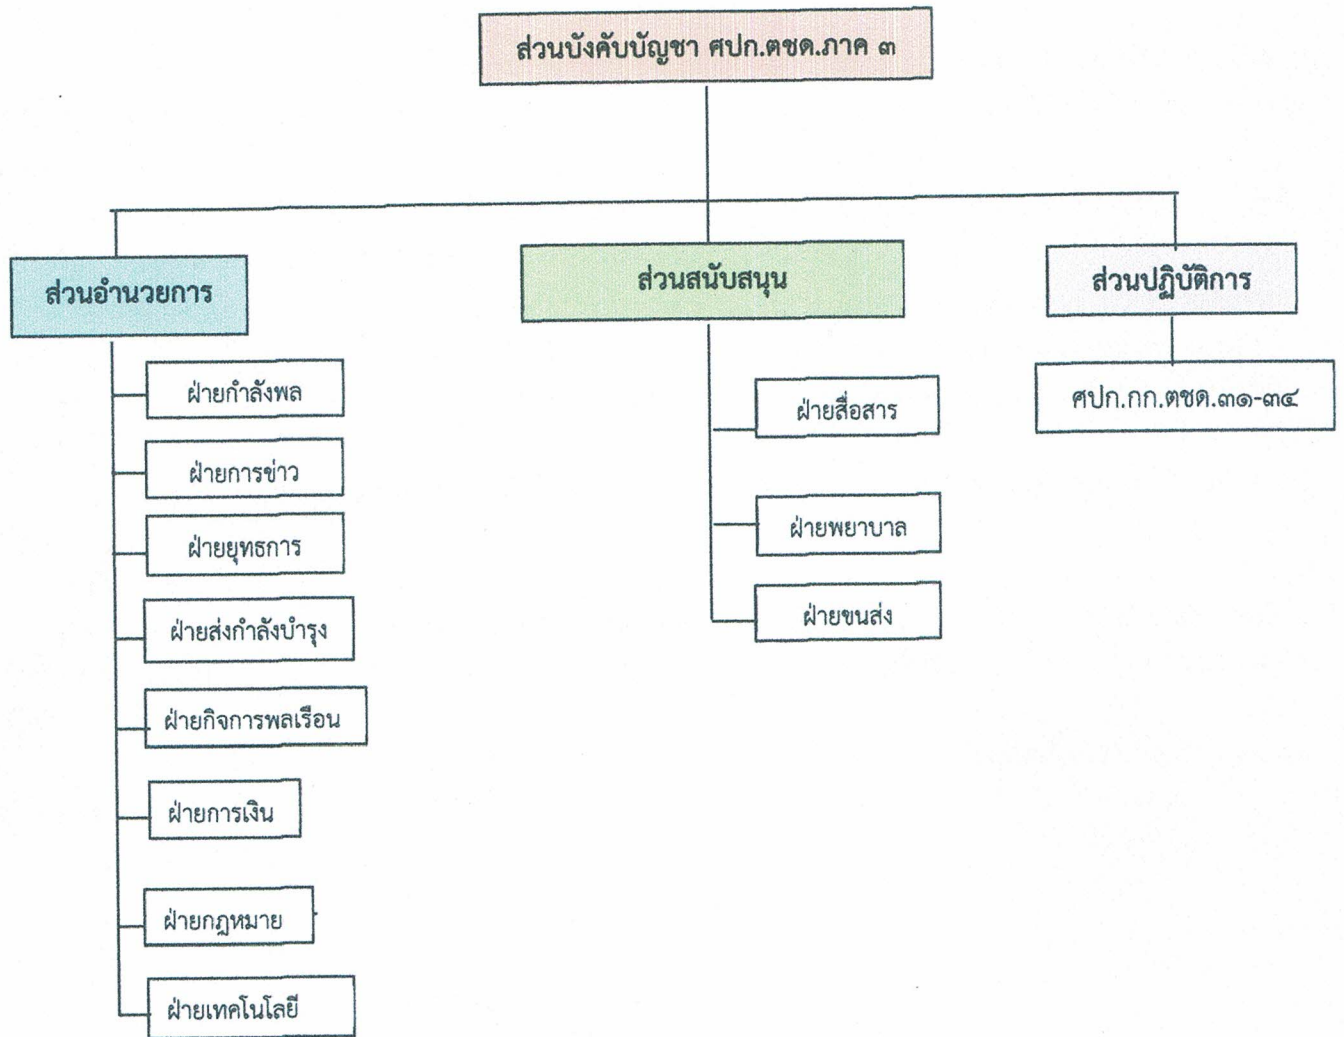 ส่วนบังคับบัญชา ศปก.ตชด.ภาค ๓
ส่วนอำนวยการ
ฝ่ายกำลังพล
ฝ่ายการข่าว
ฝ่ายยุทธการ
ฝ่ายส่งกำลังบำรุง
ฝ่ายกิจการพลเรือน
ฝ่ายการเงิน
ฝ่ายกฎหมาย
ฝ่ายเทคโนโลยี
ส่วนสนับสนุน
ฝ่ายสื่อสาร
ฝ่ายพยาบาล
ฝ่ายขนส่ง
ส่วนปฏิบัติการ
ศปก.กก.ตชด.๓๑-๓๔